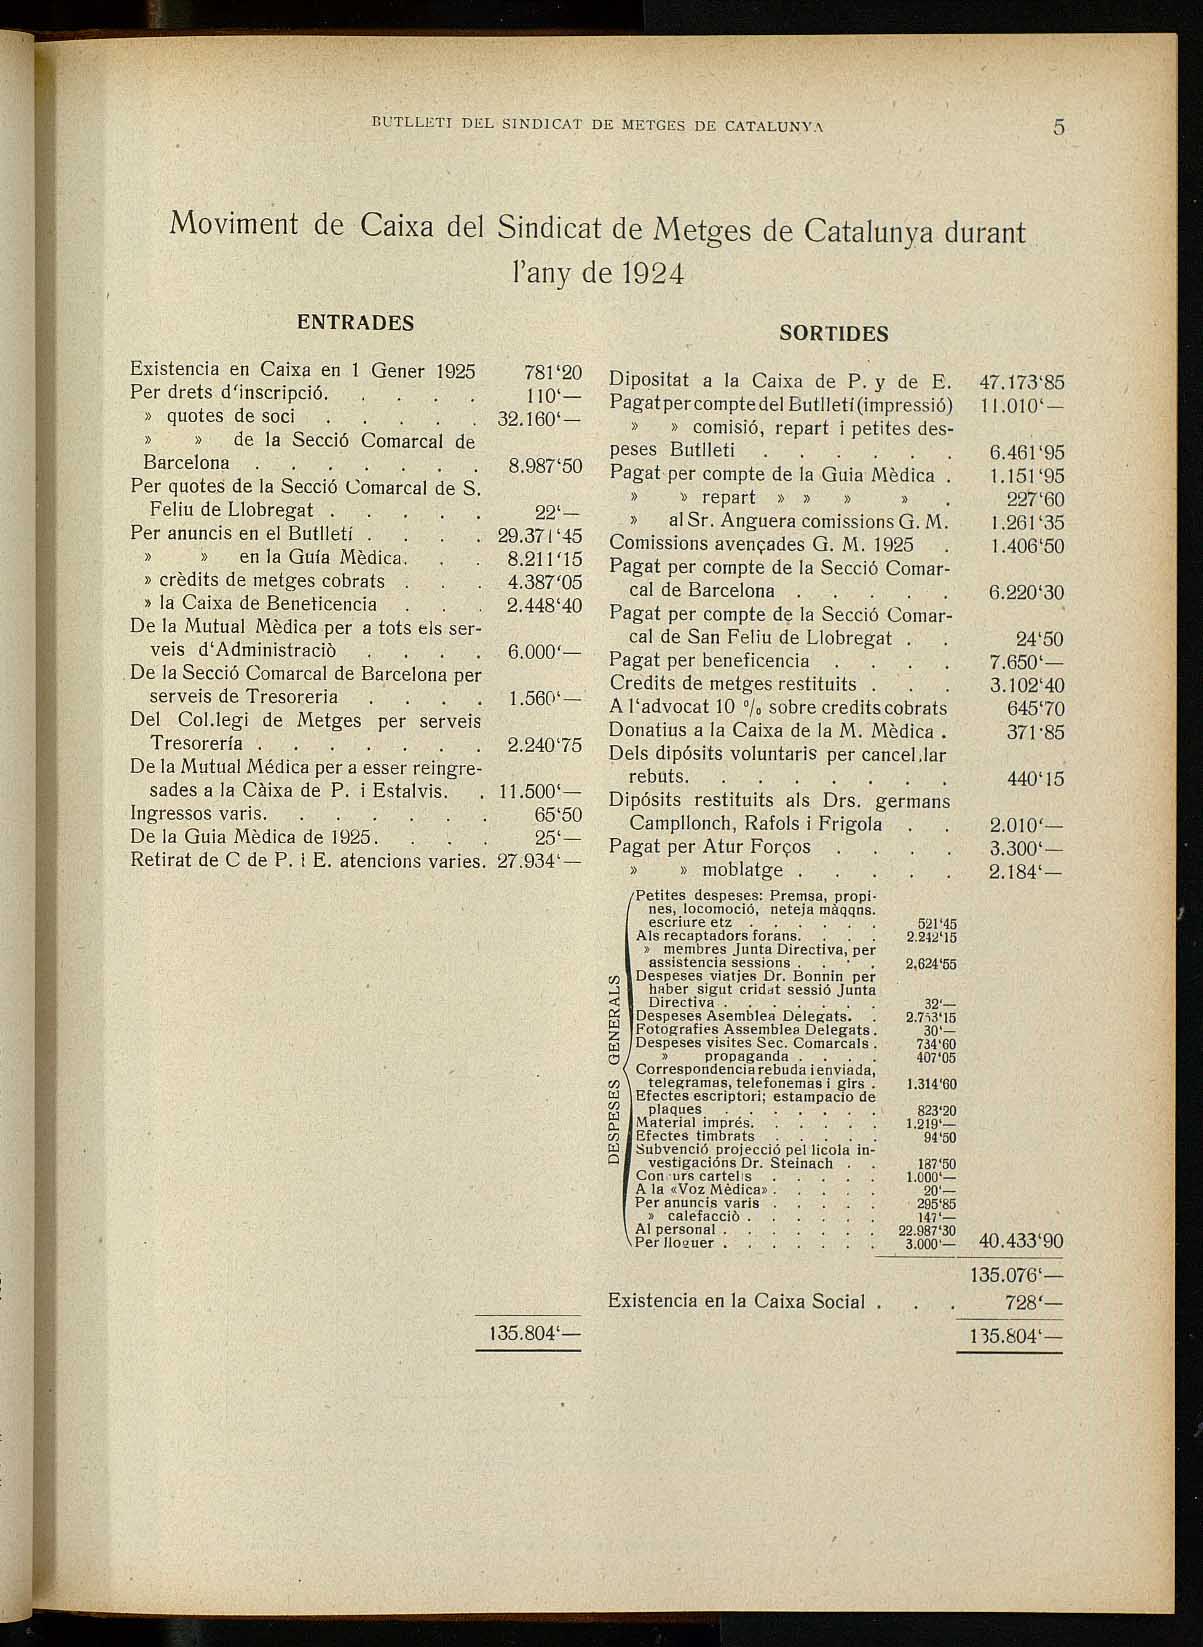 BUTLLETI DEL SINDICAT DE METGES DE CATALUNYA 5
Moviment de Caixa del Sindicat de Metges de Catalunya durant
l'any de 1924
ENTRADES
Existencia en Caixa en 1 Gener 1925 781'20
Per drets d'inscripció. . . . . 110'—
» quotes de soci . . . . . 32.160'—
» » de la Secció Comarcal de
Barcelona . . . . . . . 8.987'50
Per quotes de la Secció Comarcal de S.
Feliu de Llobregat . . . . . 22'—
Per anuncis en el Butlletí . . . . 29.371'45
» » en la Guía Mèdica. . . 8.211'15
» crèdits de metges cobrats . . . 4.387'05
» la Caixa de Beneficencia . . . 2.448'40
De la Mutual Mèdica per a tots els ser-
veis d'Administraciò . . . . 6.000'—
De la Secció Comarcal de Barcelona per
serveis de Tresoreria . . . . 1.560'—
Del Col.legi de Metges per serveis
Tresorería . . . . . . . 2.240'75
De la Mutual Médica per a esser reingre-
sades a la Càixa de P. i Estalvis. . 11.500'—
Ingressos varis. . . . . . . 65'50
De la Guia Mèdica de 1925. . . . 25'—
Retirat de C de P. i E. atencions varies. 27.934'—
135.804'—
SORTIDES
Dipositat a la Caixa de P. y de E. 47.173'85
Pagat per compte del Butlletí (impressió) 11.010'—
» » comisió, repart i petites des-
peses Butlleti . . . . . . 6.461'95
Pagat per compte de la Guia Mèdica . 1.151'95
» » repart » » » » . 227'60
» al Sr. Anguera comissions G. M. 1.261'35
Comissions avençades G. M. 1925 . 1.406'50
Pagat per compte de la Secció Comar-
cal de Barcelona . . . . . 6.220'30
Pagat per compte de la Secció Comar-
cal de San Feliu de Llobregat . . 24'50
Pagat per beneficencia . . . . 7.650'—
Credits de metges restituits . . . 3.102'40
A l'advocat 10 % sobre credits cobrats 645'70
Donatius a la Caixa de la M. Mèdica . 371'85
Dels dipósits voluntaris per cancel.lar
rebuts. . . . . . . . 440'15
Dipósits restituits als Drs. germans
Campllonch, Rafols i Frigola . . 2.010'—
Pagat per Atur Forços . . . . 3.300'—
» » moblatge . . . . . 2.184'—
DESPESES GENERALS
Petites despeses: Premsa, propi-
nes, locomoció, neteja màqqns.
escriure etz . . . . . . 521'45
Als recaptadors forans. . . . 2.242'15
» membres Junta Directiva, per
assistencia sessions . . . . 2,624'55
Despeses viatjes Dr. Bonnin per
haber sigut cridat sessió Junta
Directiva . . . . . . . 32'—
Despeses Asemblea Delegats. . 2.753'15
Fotografies Assemblea Delegats . 30'—
Despeses visites Sec. Comarcals . 734'60
» propaganda . . . . 407'05
Correspondencia rebuda i enviada,
telegramas, telefonemas i girs . 1.314'60
Efectes escriptori; estampacio de
plaques . . . . . . . 823'20
Material imprés. . . . . . 1.219'—
Efectes timbrats . . . . . 94'50
Subvenció projecció pel licola in-
vestigacións Dr. Steinach . . 187'50
Concurs cartells . . . . . 1.000'—
A la «Voz Mèdica» . . . . . 20'—
Per anuncis varis . . . . . 295'85
» calefacciò . . . . . . 147'—
Al personal . . . . . . . 22.987'30
Per lloguer . . . . . . . 3.000'— 40.433'90
135.076'—
Existencia en la Caixa Social . . . 728'—
135.804'—